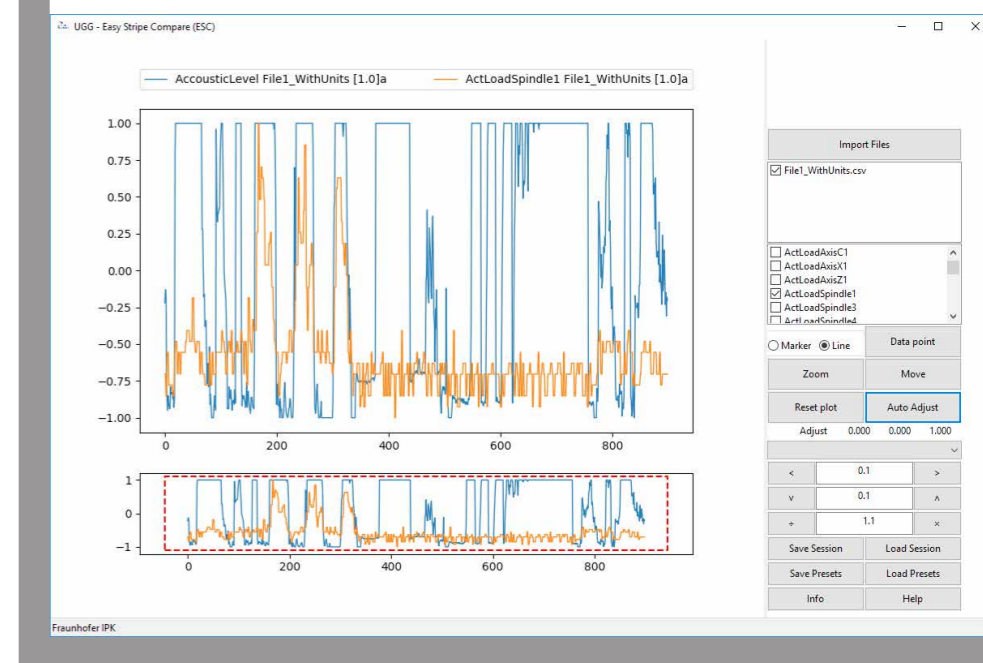 UGG - Easy Stripe Compare (ESC)
AccousticLevel File1_WithUnits [1.0]a
ActLoadSpindle1 File1_WithUnits [1.0]a
1.00
0.75
0.50
0.25
0.00
−0.25
−0.50
−0.75
−1.00
0 200 400 600 800
1
0
−1
0 200 400 600 800
Import Files
File1_WithUnits.csv
ActLoadAxisC1
ActLoadAxisX1
ActLoadAxisZ1
ActLoadSpindle1
ActLoadSpindle3
ActLoadSpindle4
Marker Line Data point
Zoom Move
Reset plot Auto Adjust
Adjust 0.000 0.000 1.000
< 0.1 >
v 0.1 ʌ
÷ 1.1 ×
Save Session Load Session
Save Presets Load Presets
Info Help
Fraunhofer IPK